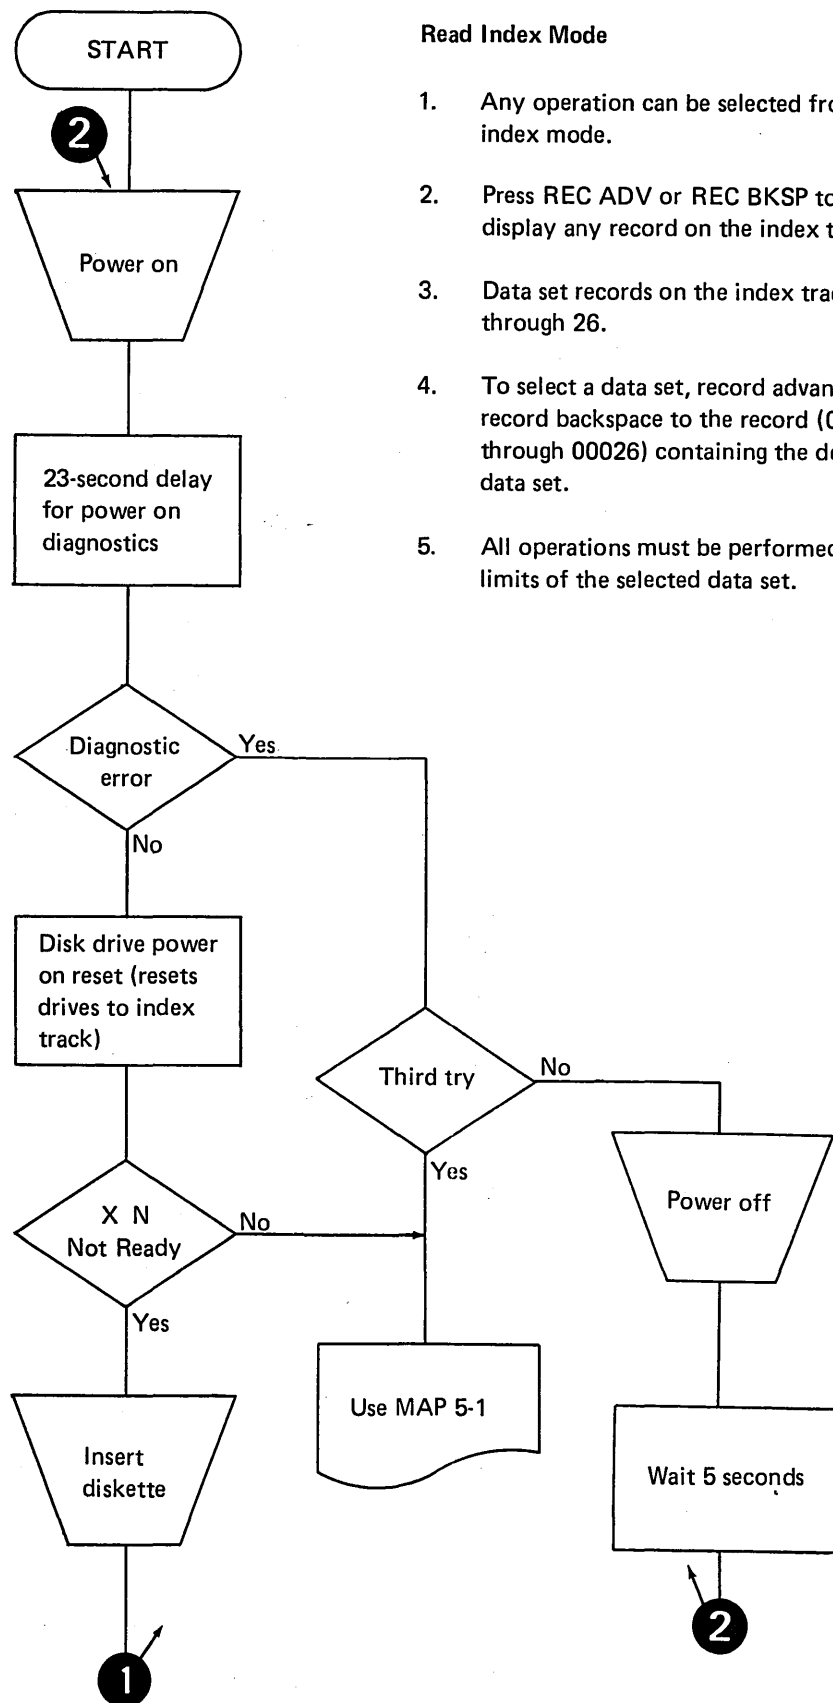 START
2
Power on
23-second delay
for power on
diagnostics
Diagnostic
error
Yes
No
Disk drive power
on reset (resets
drives to index
track)
X N
Not Ready
No
Yes
Insert
diskette
1
Third try
No
Yes
Use MAP 5-1
Power off
Wait 5 seconds
2
Read Index Mode
1. Any operation can be selected fro
index mode.
2. Press REC ADV or REC BKSP to
display any record on the index t
3. Data set records on the index tra
through 26.
4. To select a data set, record advan
record backspace to the record (0
through 00026) containing the de
data set.
5. All operations must be performed
limits of the selected data set.